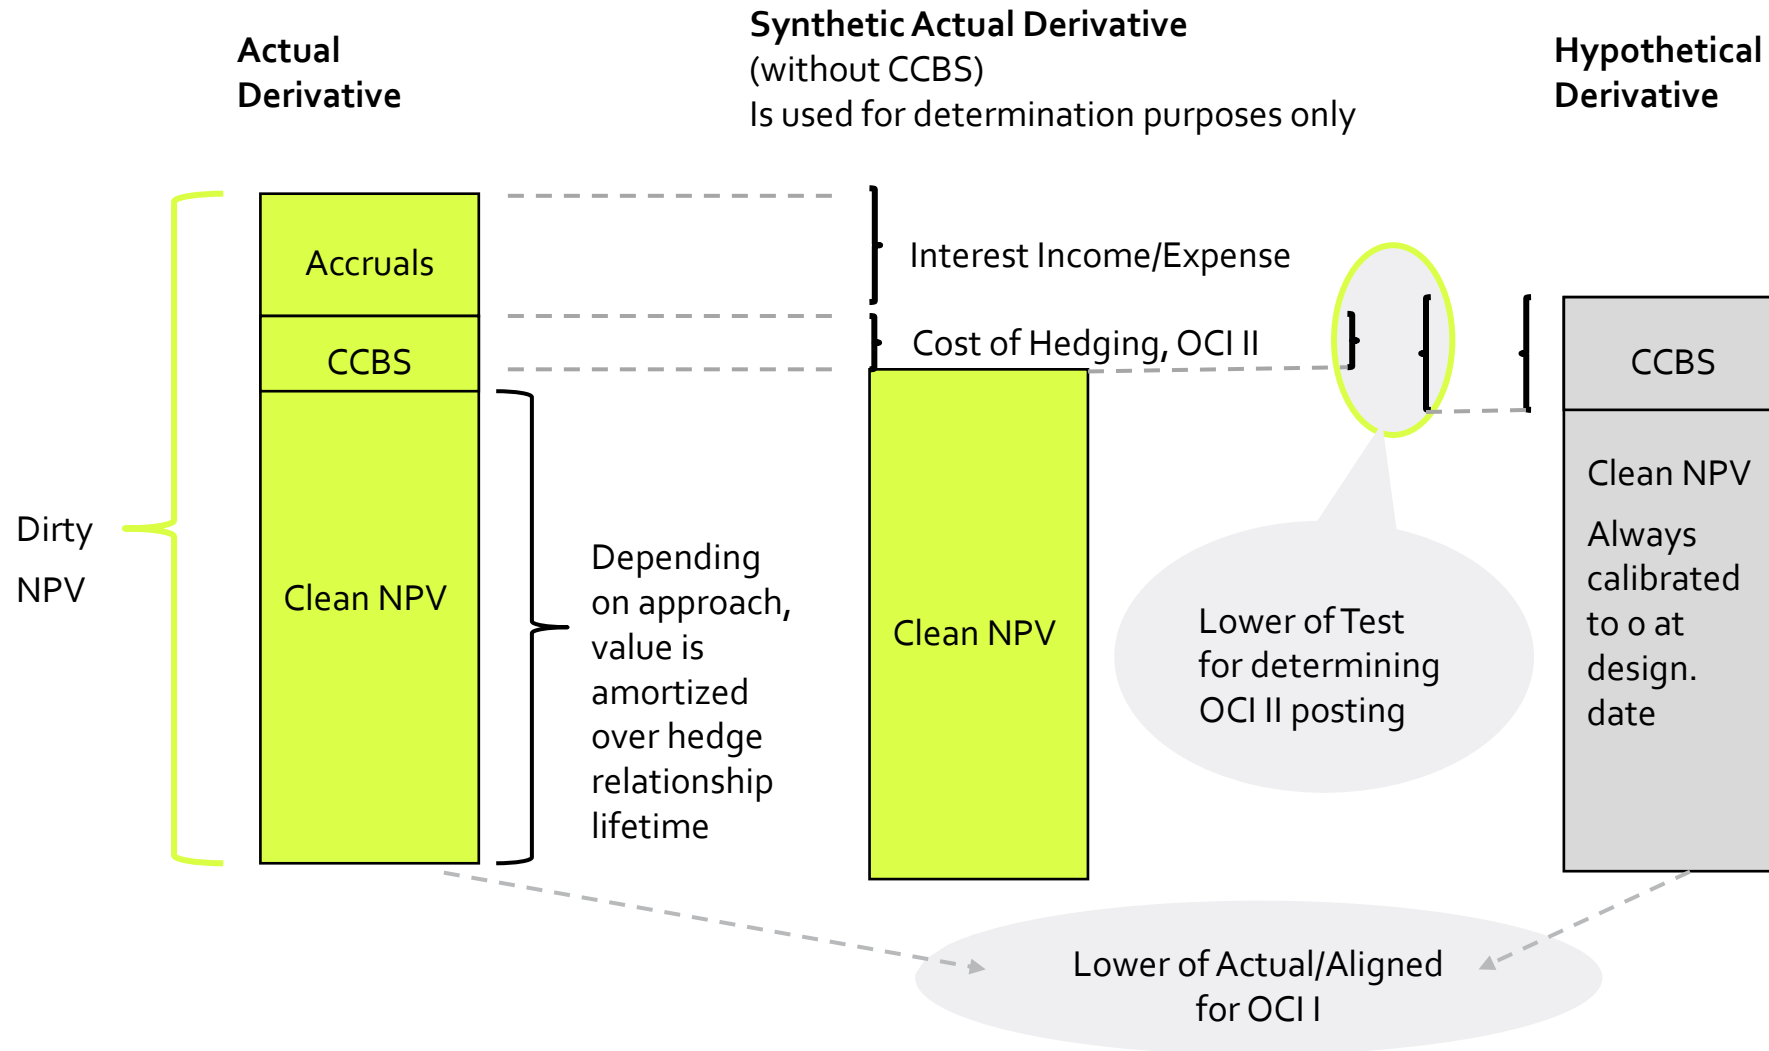 Actual
Derivative
Synthetic Actual Derivative
(without CCBS)
Is used for determination purposes only
Hypothetical
Derivative
Dirty
NPV
Accruals
CCBS
Clean NPV
Depending
on approach,
value is
amortized
over hedge
relationship
lifetime
Interest Income/Expense
Cost of Hedging, OCI II
Clean NPV
Lower of Test
for determining
OCI II posting
CCBS
Clean NPV
Always
calibrated
to 0 at
design.
date
Lower of Actual/Aligned
for OCI I